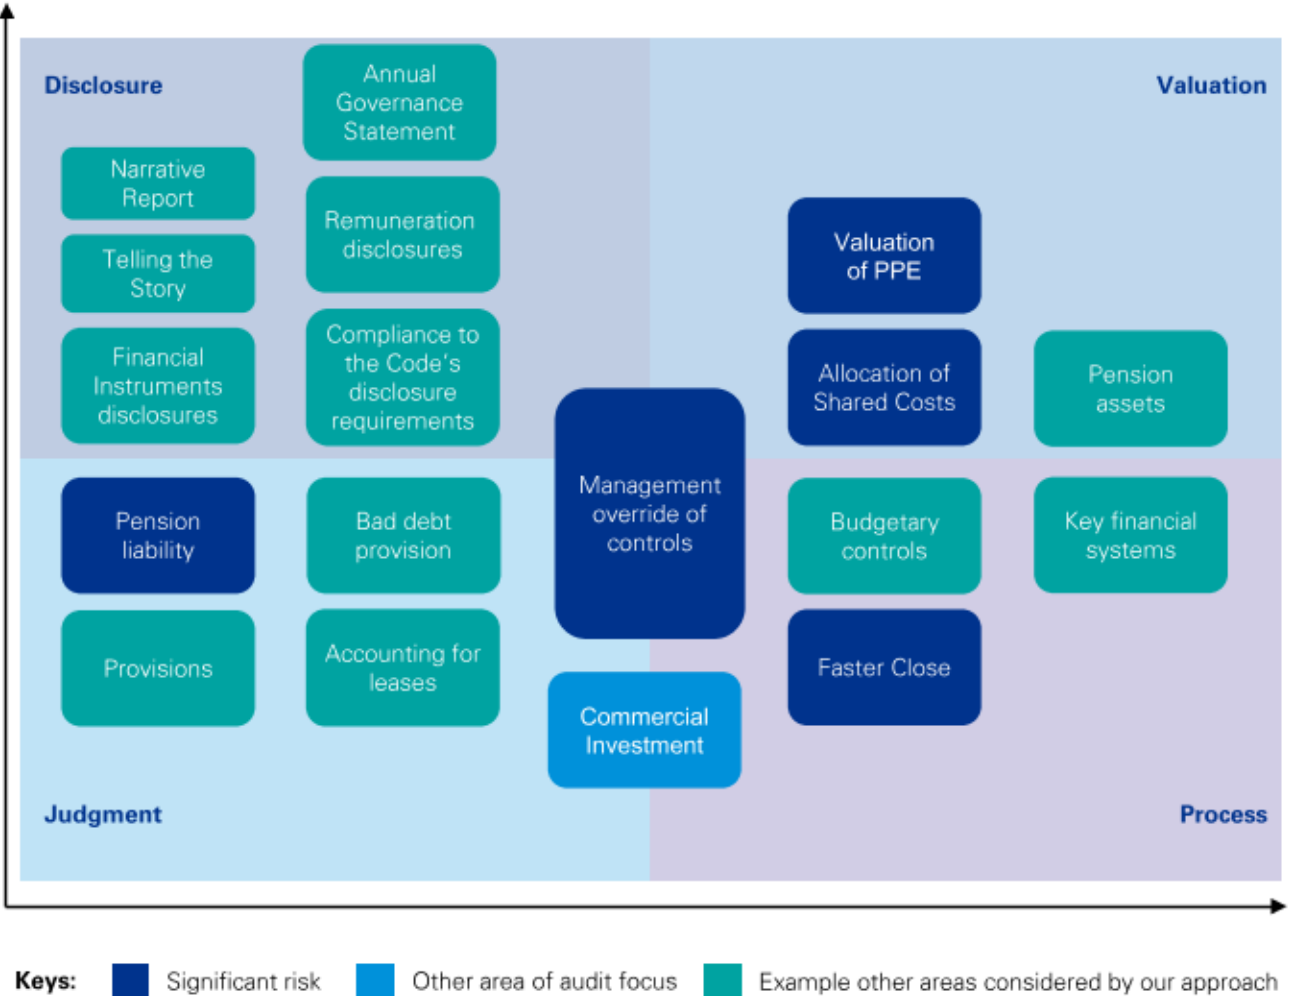 Disclosure
Annual
Governance
Statement
Valuation
Narrative
Report
Remuneration
disclosures
Telling the
Story
Valuation
of PPE
Financial
Instruments
disclosures
Compliance to
the Code's
disclosure
requirements
Allocation of
Shared Costs
Pension
assets
Management
override of
controls
Pension
liability
Bad debt
provision
Budgetary
controls
Key financial
systems
Provisions
Accounting for
leases
Faster Close
Commercial
Investment
Judgment
Process
Keys: Significant risk Other area of audit focus Example other areas considered by our approach